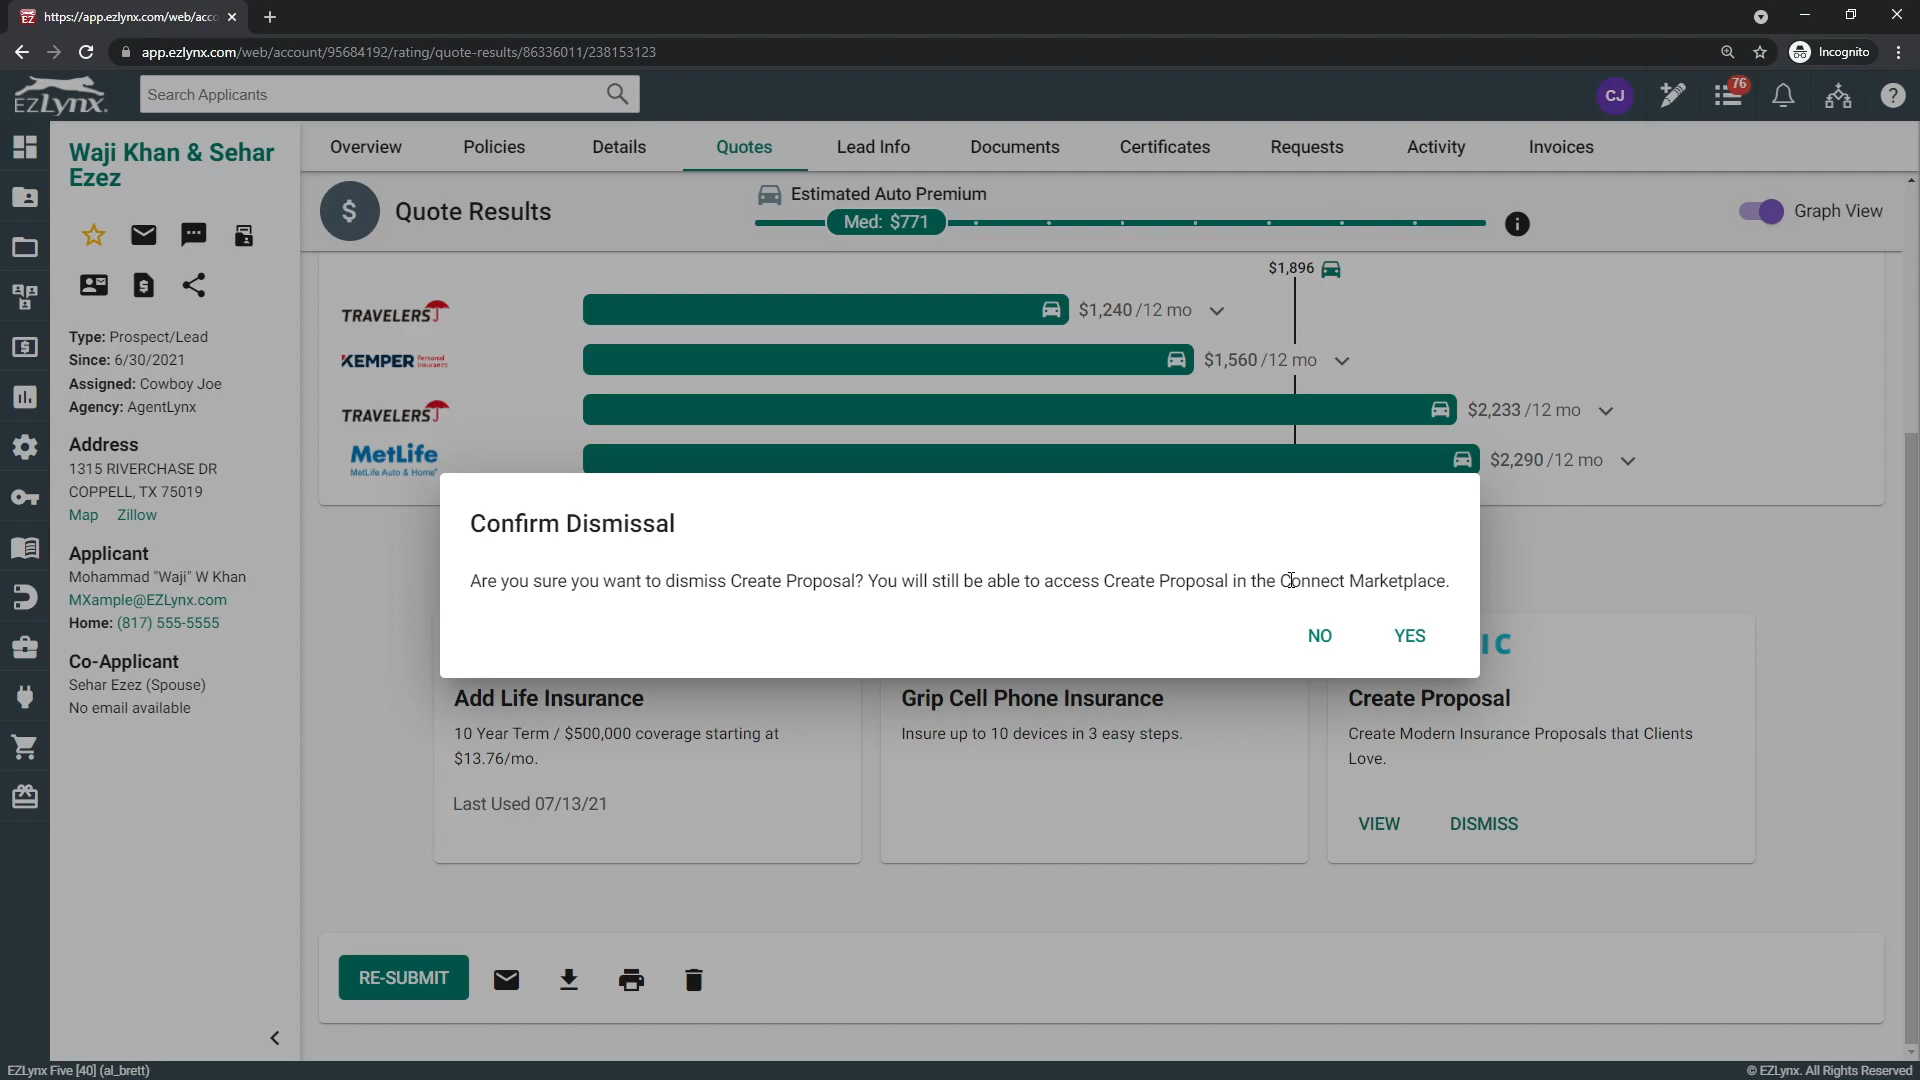 https://app.ezlynx.com/web/acco
app.ezlynx.com/web/account/95684192/rating/quote-results/86336011/238153123
Incognito
EZLynx.
Search Applicants
CJ
76
Waji Khan & Sehar
Ezez
Type: Prospect/Lead
Since: 6/30/2021
Assigned: Cowboy Joe
Agency: AgentLynx
Address
1315 RIVERCHASE DR
COPPELL, TX 75019
Map Zillow
Applicant
Mohammad "Waji" W Khan
MXample@EZLynx.com
Home: (817) 555-5555
Co-Applicant
Sehar Ezez (Spouse)
No email available
Overview Policies Details Quotes Lead Info Documents Certificates Requests Activity Invoices
Quote Results
Estimated Auto Premium
Med: $771
Graph View
$1,896
TRAVELERS
$1,240 /12 mo
KEMPER Personal Insurance
$1,560 /12 mo
TRAVELERS
$2,233 /12 mo
MetLife
MetLife Auto & Home
$2,290 /12 mo
Confirm Dismissal
Are you sure you want to dismiss Create Proposal? You will still be able to access Create Proposal in the Connect Marketplace.
NO YES
IC
Add Life Insurance
10 Year Term / $500,000 coverage starting at
$13.76/mo.
Last Used 07/13/21
Grip Cell Phone Insurance
Insure up to 10 devices in 3 easy steps.
Create Proposal
Create Modern Insurance Proposals that Clients
Love.
VIEW DISMISS
RE-SUBMIT
EZLynx Five [40] (al_brett)
© EZLynx. All Rights Reserved